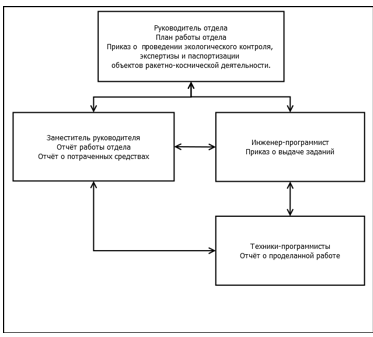 Руководитель отдела
План работы отдела
Приказ о проведении экологического контроля,
экспертизы и паспортизации
объектов ракетно-космической деятельности.
Заместитель руководителя
Отчёт работы отдела
Отчёт о потраченных средствах
Инженер-программист
Приказ о выдаче заданий
Техники-программисты
Отчёт о проделанной работе